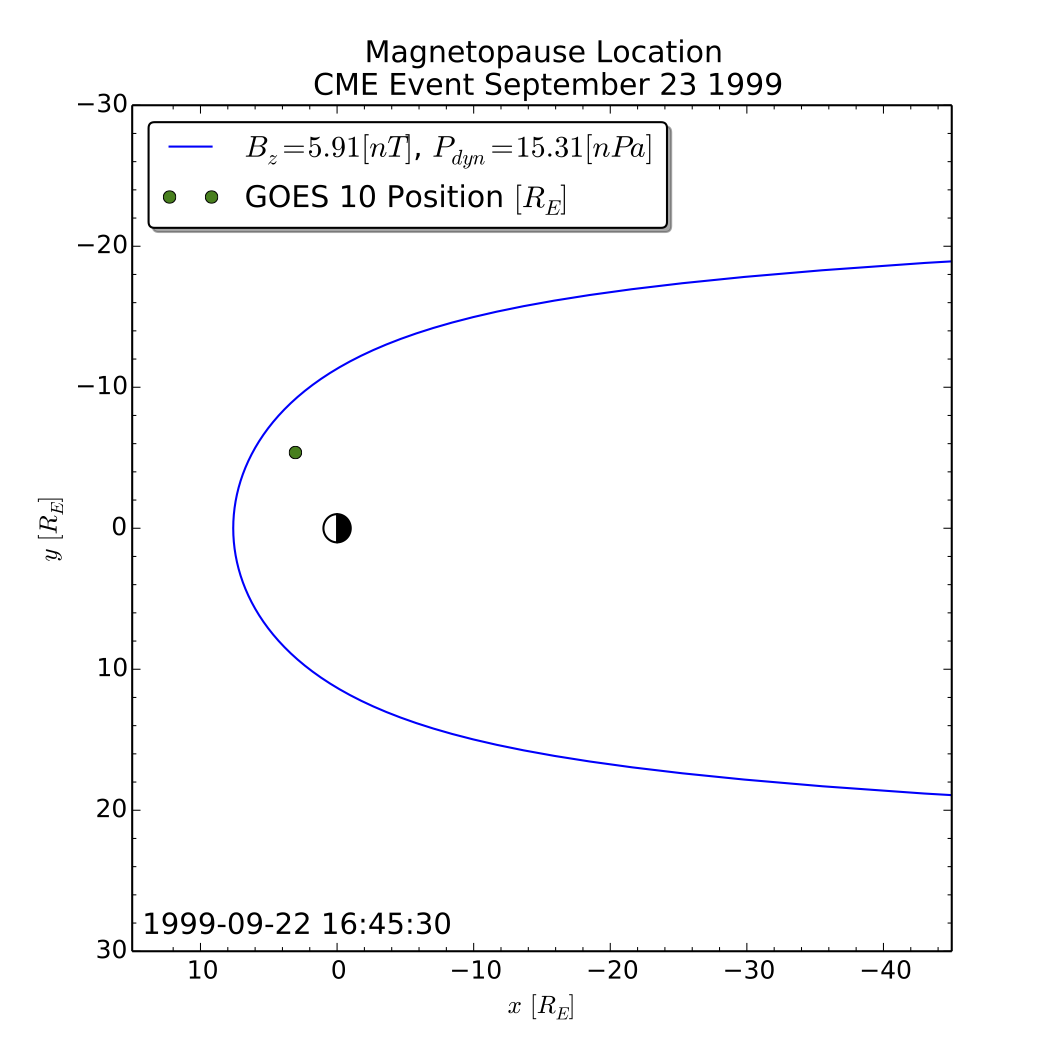 Magnetopause Location
CME Event September 23 1999
B_z=5.91[nT], P_dyn=15.31[nPa]
GOES 10 Position [R_E]
−30
−20
−10
0
10
20
30
y [R_E]
1999-09-22 16:45:30
10 0 −10 −20 −30 −40
x [R_E]